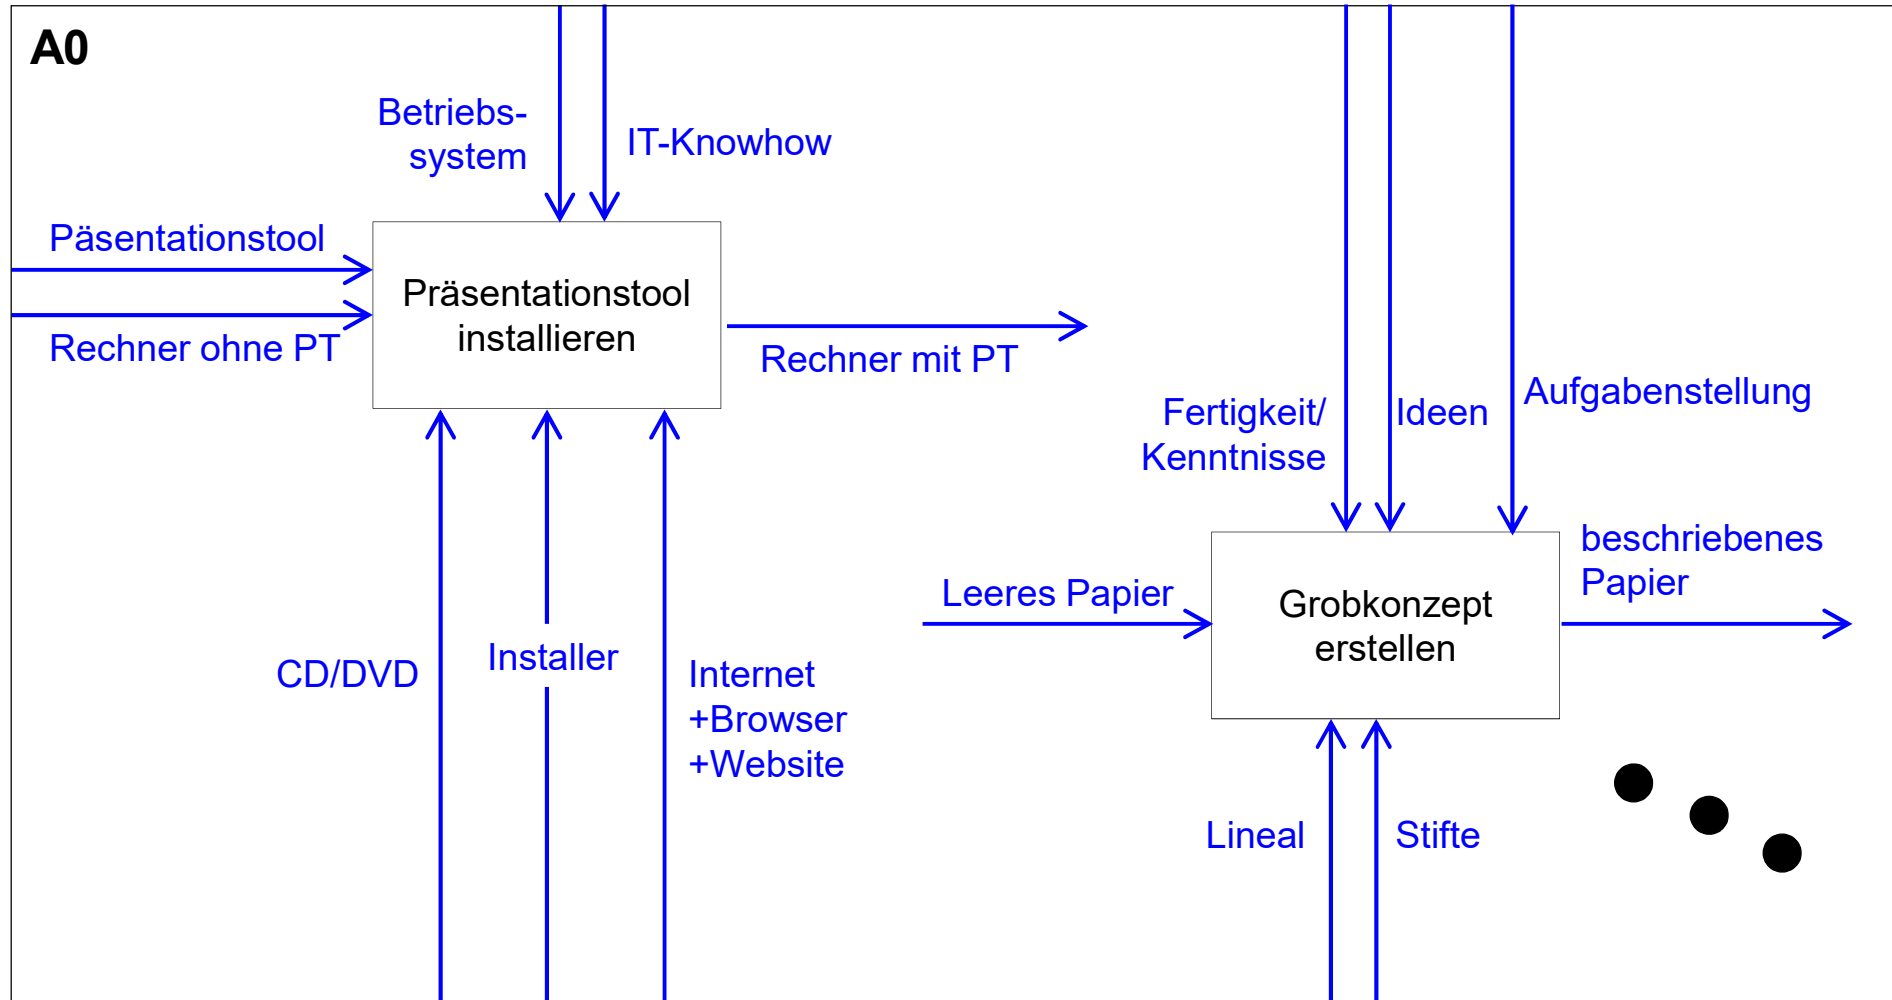 A0
Betriebs-
system
IT-Knowhow
Päsentationstool
Rechner ohne PT
Präsentationstool
installieren
Rechner mit PT
CD/DVD
Installer
Internet
+Browser
+Website
Fertigkeit/
Kenntnisse
Ideen
Aufgabenstellung
Leeres Papier
Grobkonzept
erstellen
beschriebenes
Papier
Lineal
Stifte